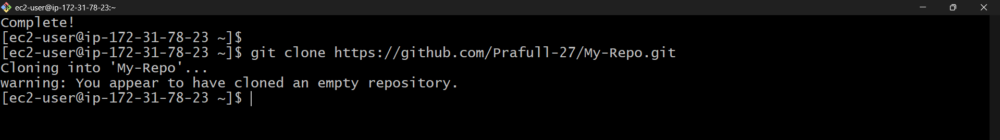 ec2-user@ip-172-31-78-23:~
Complete!
[ec2-user@ip-172-31-78-23 ~]$
[ec2-user@ip-172-31-78-23 ~]$ git clone https://github.com/Prafull-27/My-Repo.git
Cloning into 'My-Repo'...
warning: You appear to have cloned an empty repository.
[ec2-user@ip-172-31-78-23 ~]$